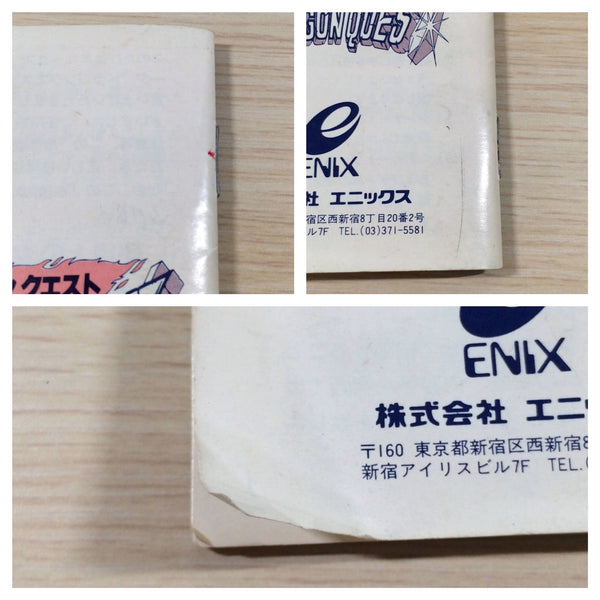 クエスト
ENIX
社 エニックス
宿区西新宿8丁目20番2号
ル7F TEL.(03)371-5581
ENIX
株式会社 エニ
〒160 東京都新宿区西新宿8
新宿アイリスビル7F TEL.(